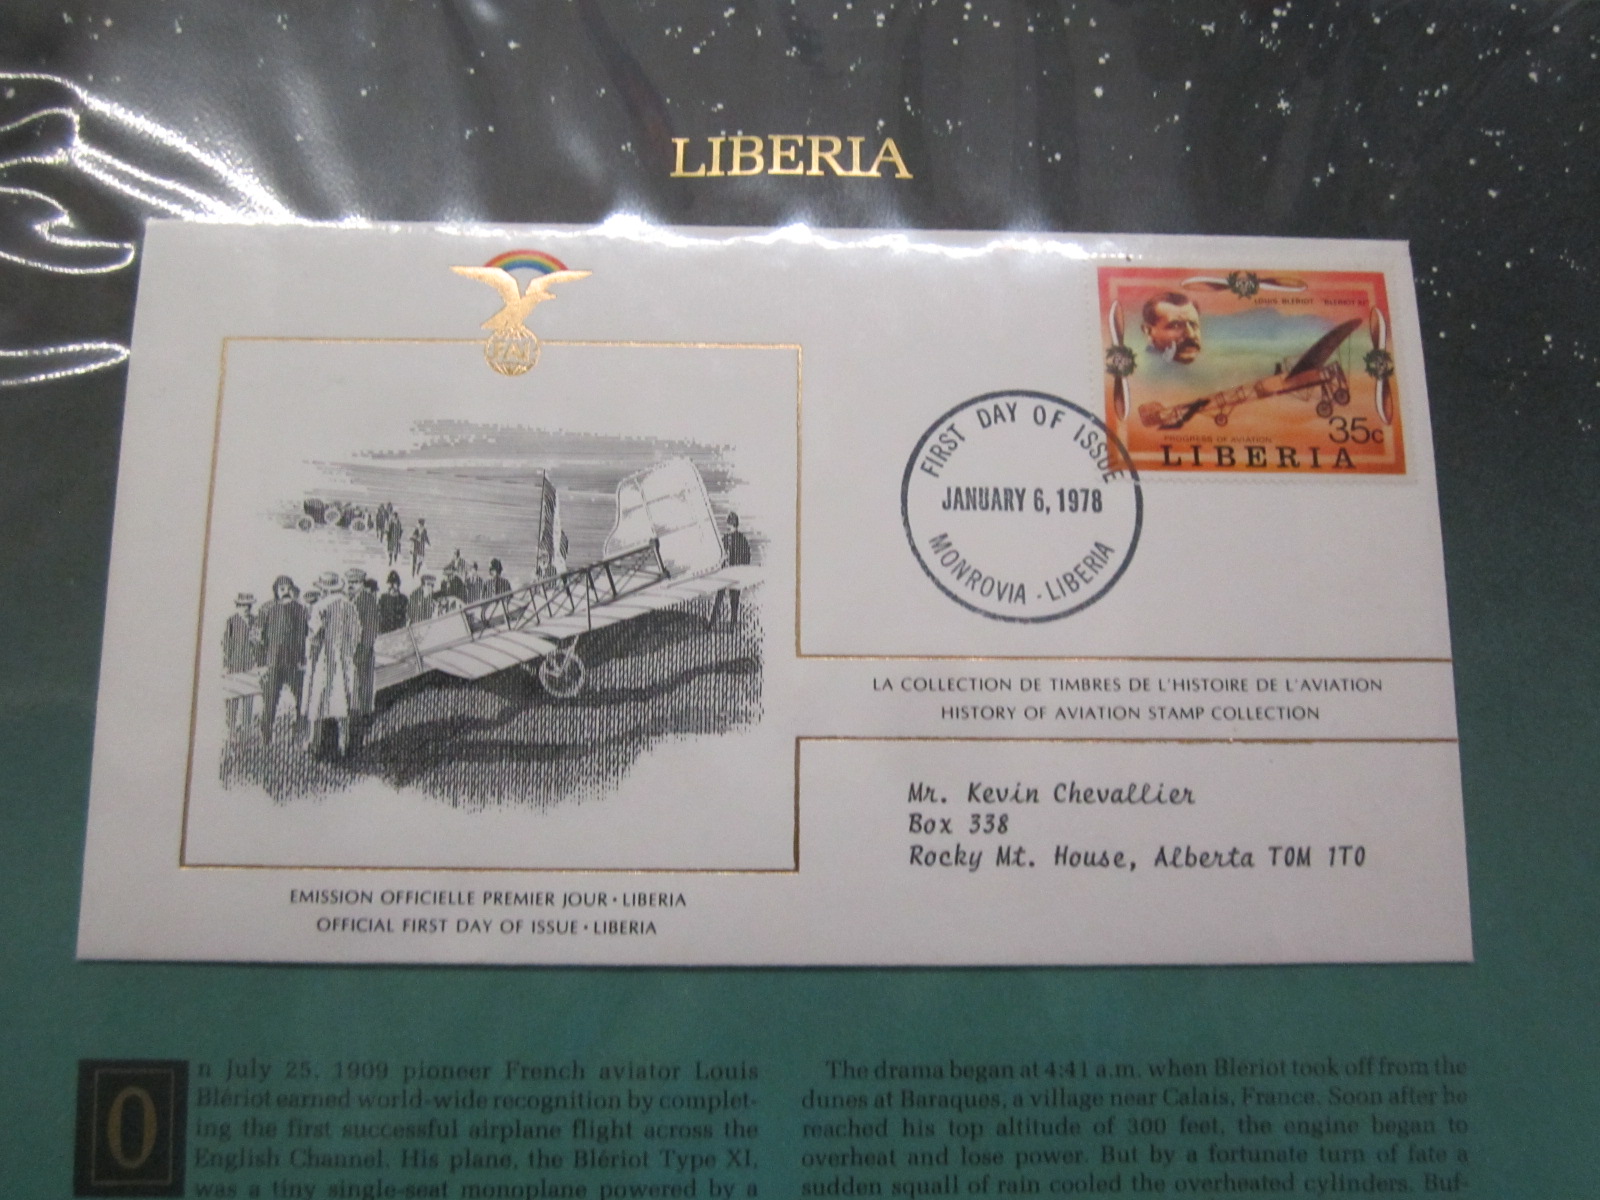 LIBERIA
FAI
LOUIS BLERIOT "BLERIOT XI"
35c
PROGRESS OF AVIATION
LIBERIA
FIRST DAY OF ISSUE
JANUARY 6, 1978
MONROVIA - LIBERIA
LA COLLECTION DE TIMBRES DE L'HISTOIRE DE L'AVIATION
HISTORY OF AVIATION STAMP COLLECTION
Mr. Kevin Chevallier
Box 338
Rocky Mt. House, Alberta TOM 1TO
EMISSION OFFICIELLE PREMIER JOUR • LIBERIA
OFFICIAL FIRST DAY OF ISSUE • LIBERIA
On July 25, 1909 pioneer French aviator Louis
Blériot earned world-wide recognition by complet-
ing the first successful airplane flight across the
English Channel. His plane, the Blériot Type XI,
was a tiny single-seat monoplane powered by a
The drama began at 4:41 a.m. when Blériot took off from the
dunes at Baraques, a village near Calais, France. Soon after he
reached his top altitude of 300 feet, the engine began to
overheat and lose power. But by a fortunate turn of fate a
sudden squall of rain cooled the overheated cylinders. Buf-